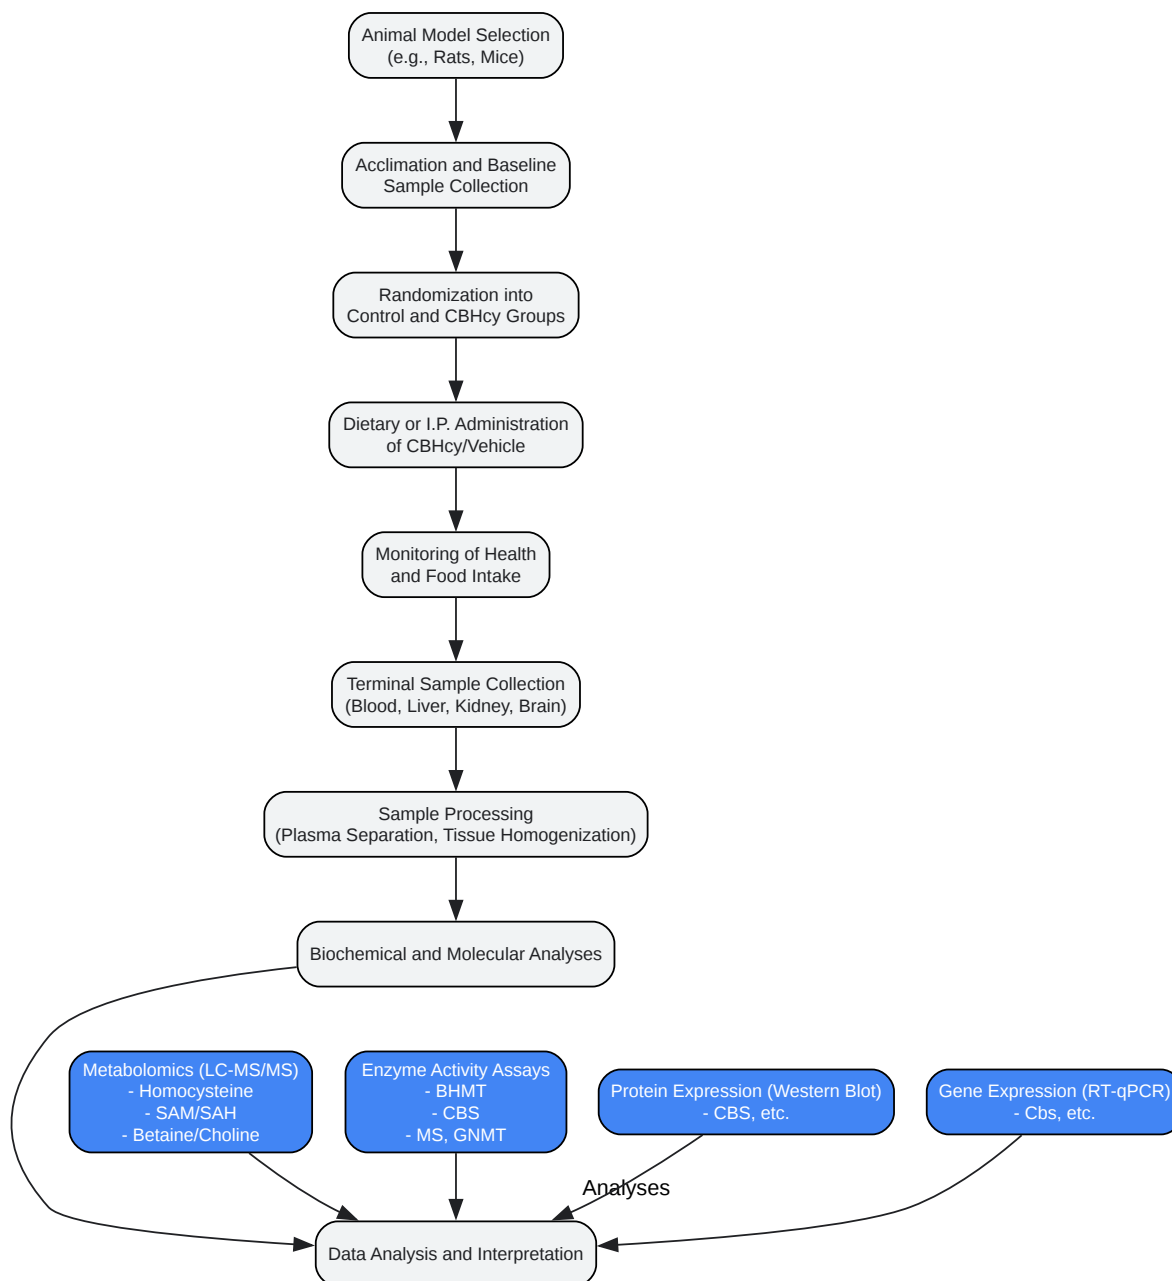 Animal Model Selection
(e.g., Rats, Mice)
Acclimation and Baseline
Sample Collection
Randomization into
Control and CBHcy Groups
Dietary or I.P. Administration
of CBHcy/Vehicle
Monitoring of Health
and Food Intake
Terminal Sample Collection
(Blood, Liver, Kidney, Brain)
Sample Processing
(Plasma Separation, Tissue Homogenization)
Biochemical and Molecular Analyses
Metabolomics (LC-MS/MS)
- Homocysteine
- SAM/SAH
- Betaine/Choline
Enzyme Activity Assays
- BHMT
- CBS
- MS, GNMT
Protein Expression (Western Blot)
- CBS, etc.
Gene Expression (RT-qPCR)
- Cbs, etc.
Analyses
Data Analysis and Interpretation